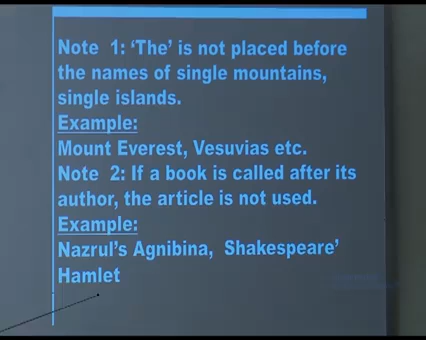 Note 1: ‘The’ is not placed before
the names of single mountains,
single islands.
Example:
Mount Everest, Vesuvias etc.
Note 2: If a book is called after its
author, the article is not used.
Example:
Nazrul’s Agnibina, Shakespeare’
Hamlet